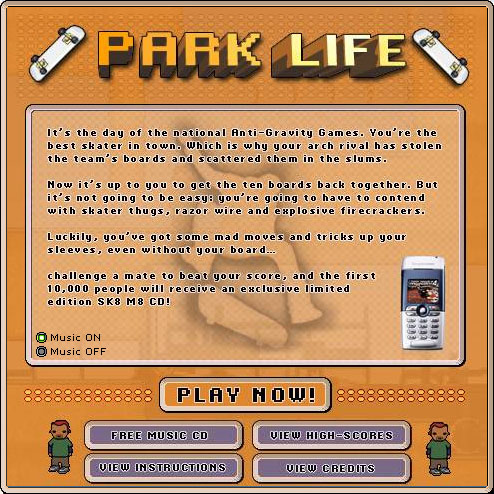 PARK LIFE
It's the day of the national Anti-Gravity Games. You're the
best skater in town. Which is why your arch rival has stolen
the team's boards and scattered them in the slums.
Now it's up to you to get the ten boards back together. But
it's not going to be easy: you're going to have to contend
with skater thugs, razor wire and explosive firecrackers.
Luckily, you've got some mad moves and tricks up your
sleeves, even without your board...
challenge a mate to beat your score, and the first
10,000 people will receive an exclusive limited
edition SK8 M8 CD!
Music ON
Music OFF
PLAY NOW!
FREE MUSIC CD
VIEW HIGH-SCORES
VIEW INSTRUCTIONS
VIEW CREDITS